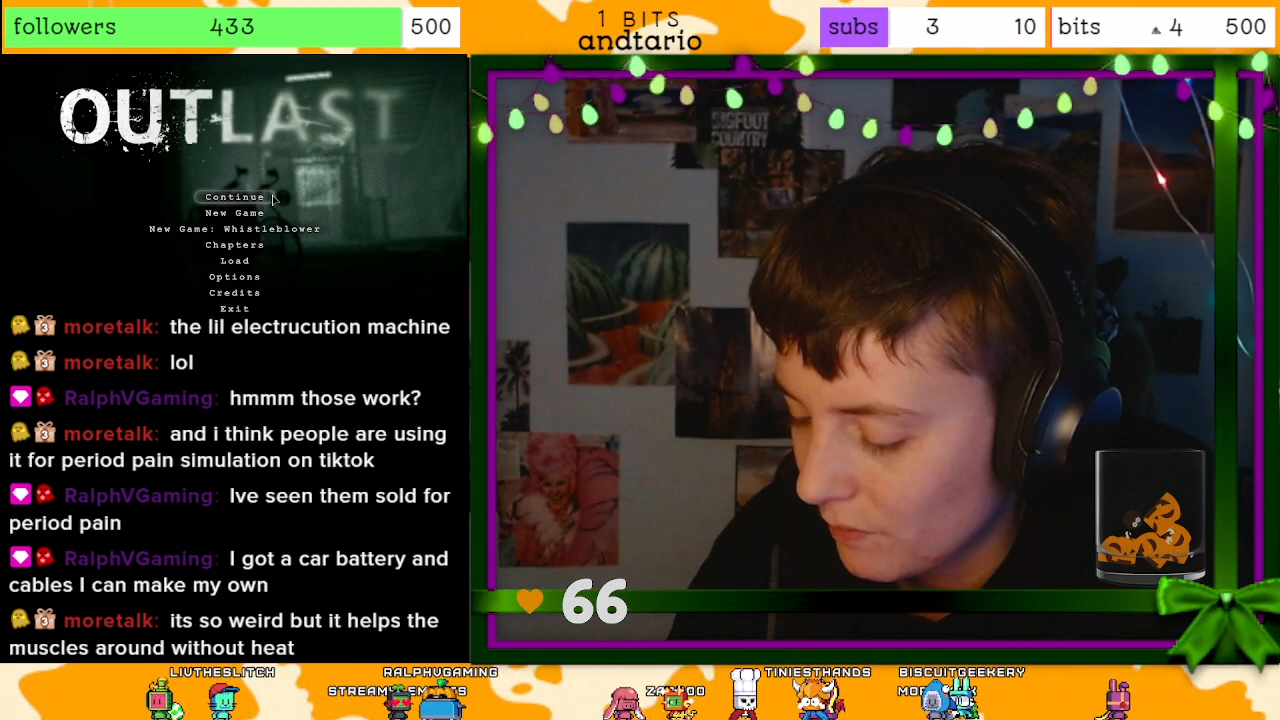 followers 433 500
1 BITS
andtario
subs 3 10
bits ▲ 4 500
OUTLAST
Continue
New Game
New Game: Whistleblower
Chapters
Load
Options
Credits
Exit
moretalk: the lil electrucution machine
moretalk: lol
RalphVGaming: hmmm those work?
moretalk: and i think people are using
it for period pain simulation on tiktok
RalphVGaming: Ive seen them sold for
period pain
RalphVGaming: I got a car battery and
cables I can make my own
moretalk: its so weird but it helps the
muscles around without heat
BIGFOOT
COUNTRY
66
LIVTHESLITCH
RALPHVGAMING
TINIESTHANDS
BISCUITGEEKERY